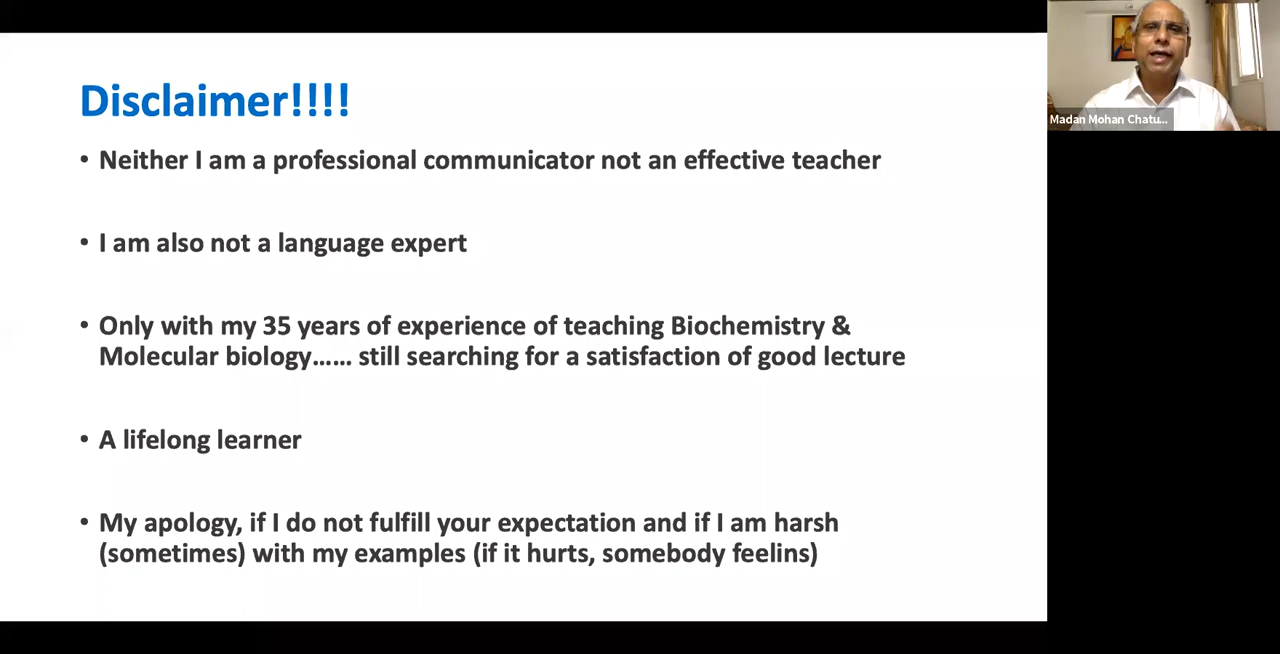 Disclaimer!!!!
• Neither I am a professional communicator not an effective teacher
• I am also not a language expert
• Only with my 35 years of experience of teaching Biochemistry &
Molecular biology...... still searching for a satisfaction of good lecture
• A lifelong learner
• My apology, if I do not fulfill your expectation and if I am harsh
(sometimes) with my examples (if it hurts, somebody feelins)
Madan Mohan Chatu...